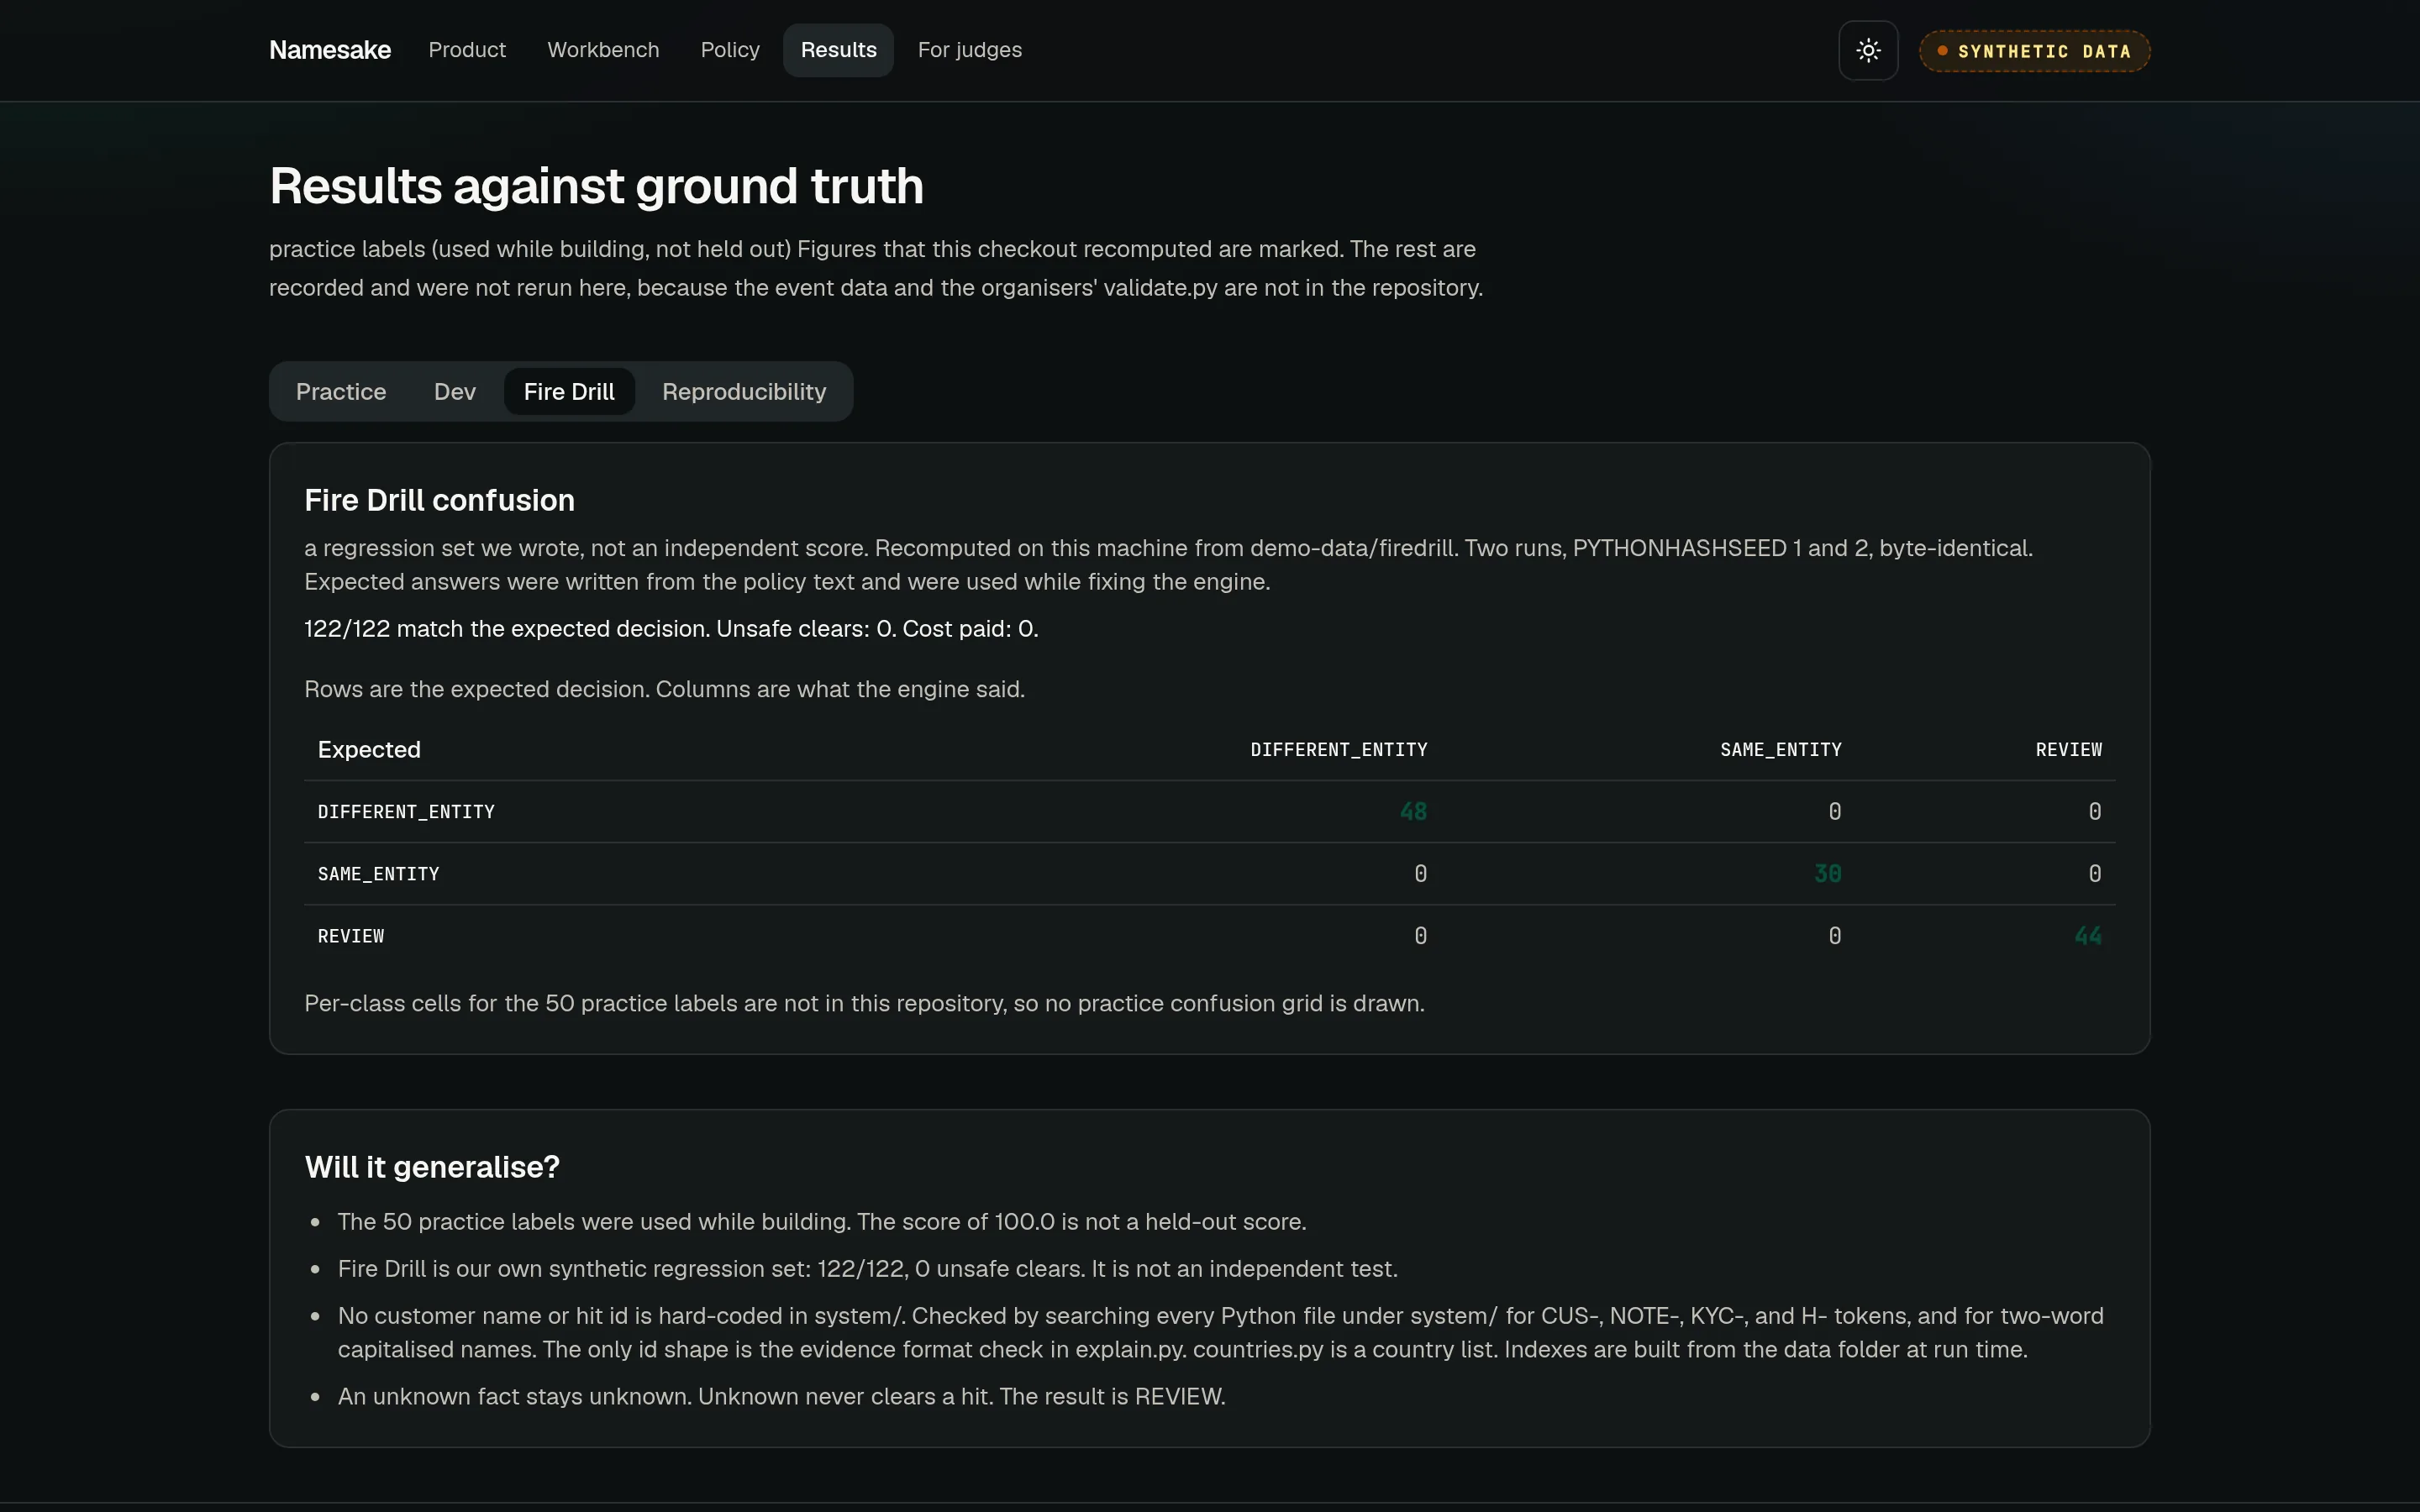 Namesake Product Workbench Policy Results For judges SYNTHETIC DATA
Results against ground truth
practice labels (used while building, not held out) Figures that this checkout recomputed are marked. The rest are
recorded and were not rerun here, because the event data and the organisers' validate.py are not in the repository.
Practice Dev Fire Drill Reproducibility
Fire Drill confusion
a regression set we wrote, not an independent score. Recomputed on this machine from demo-data/firedrill. Two runs, PYTHONHASHSEED 1 and 2, byte-identical.
Expected answers were written from the policy text and were used while fixing the engine.
122/122 match the expected decision. Unsafe clears: 0. Cost paid: 0.
Rows are the expected decision. Columns are what the engine said.
Expected DIFFERENT_ENTITY SAME_ENTITY REVIEW
DIFFERENT_ENTITY 48 0 0
SAME_ENTITY 0 30 0
REVIEW 0 0 44
Per-class cells for the 50 practice labels are not in this repository, so no practice confusion grid is drawn.
Will it generalise?
• The 50 practice labels were used while building. The score of 100.0 is not a held-out score.
• Fire Drill is our own synthetic regression set: 122/122, 0 unsafe clears. It is not an independent test.
• No customer name or hit id is hard-coded in system/. Checked by searching every Python file under system/ for CUS-, NOTE-, KYC-, and H- tokens, and for two-word
capitalised names. The only id shape is the evidence format check in explain.py. countries.py is a country list. Indexes are built from the data folder at run time.
• An unknown fact stays unknown. Unknown never clears a hit. The result is REVIEW.